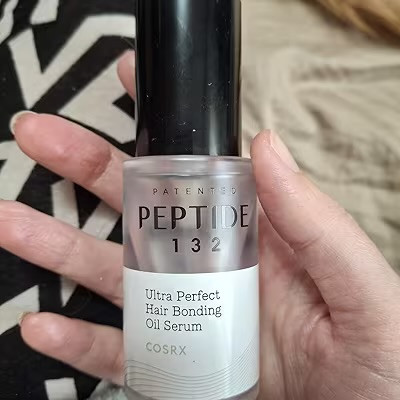 PATENTED
PEPTIDE
132
Ultra Perfect
Hair Bonding
Oil Serum
COSRX